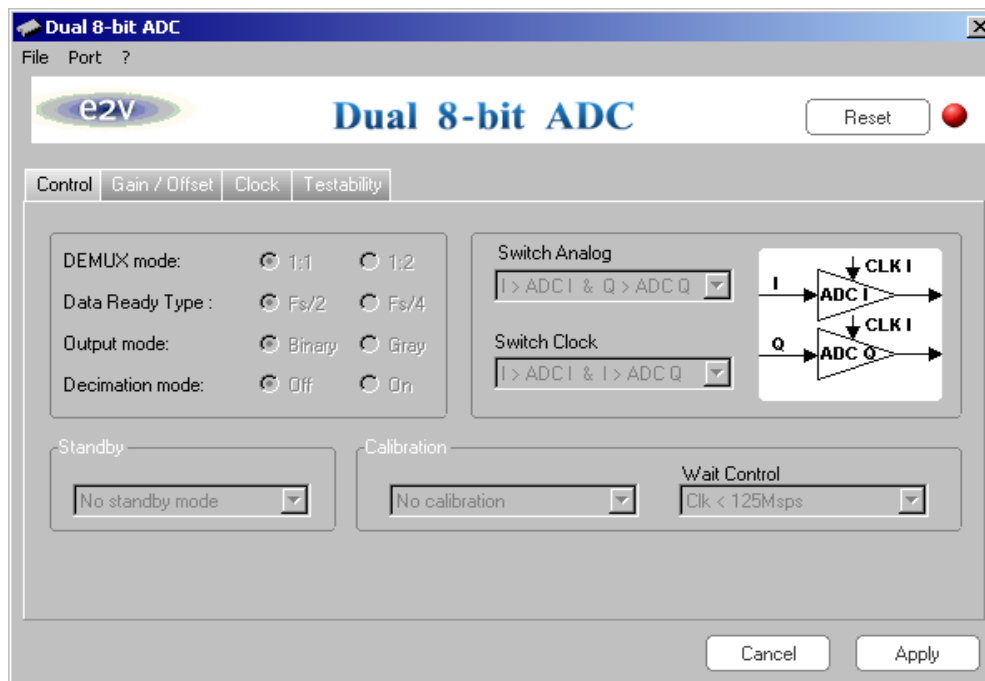 Dual 8-bit ADC
File Port ?
e2v
Dual 8-bit ADC
Reset
Control
Gain / Offset
Clock
Testability
DEMUX mode: 1:1 1:2
Data Ready Type : Fs/2 Fs/4
Output mode: Binary Gray
Decimation mode: Off On
Switch Analog
I > ADC I & Q > ADC Q
Switch Clock
I > ADC I & I > ADC Q
CLK I
I
ADC I
CLK I
Q
ADC Q
Standby
No standby mode
Calibration
No calibration
Wait Control
Clk < 125Msps
Cancel
Apply